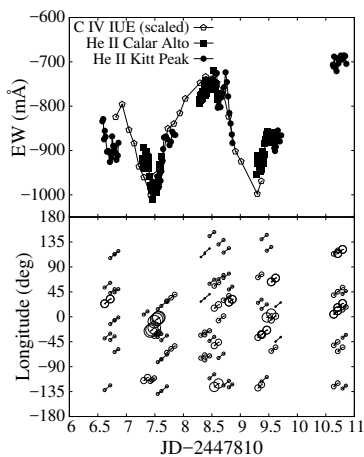 C IV IUE (scaled)
He II Calar Alto
He II Kitt Peak
EW (mÅ)
−600
−700
−800
−900
−1000
Longitude (deg)
180
135
90
45
0
−45
−90
−135
−180
6 6.5 7 7.5 8 8.5 9 9.5 10 10.5 11
JD-2447810